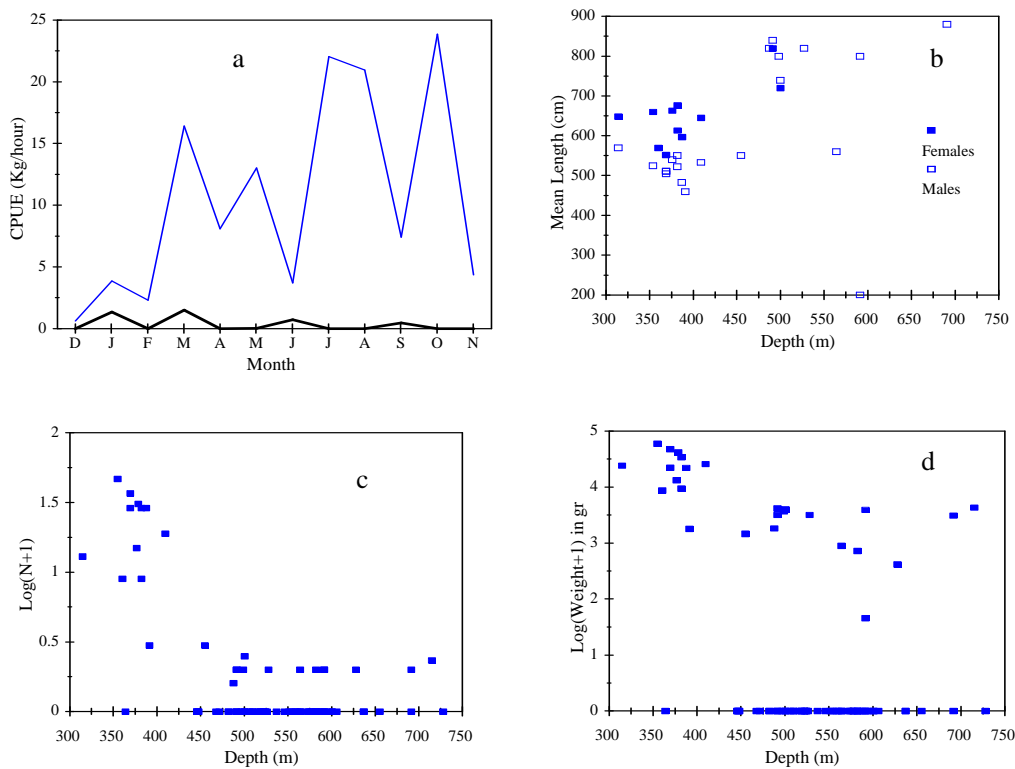 a
25
20
15
10
5
0
CPUE (Kg/hour)
D J F M A M J J A S O N
Month
b
900
800
700
600
500
400
300
200
Mean Length (cm)
300 350 400 450 500 550 600 650 700 750
Depth (m)
Females
Males
c
2
1.5
1
0.5
0
Log(N+1)
300 350 400 450 500 550 600 650 700 750
Depth (m)
d
5
4
3
2
1
0
Log(Weight+1) in gr
300 350 400 450 500 550 600 650 700 750
Depth (m)